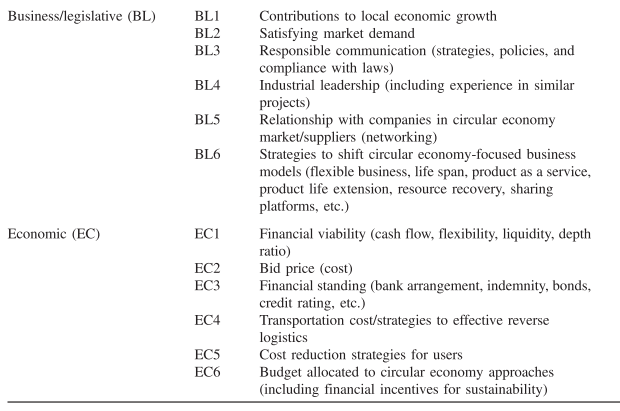 Business/legislative (BL) BL1 Contributions to local economic growth
BL2 Satisfying market demand
BL3 Responsible communication (strategies, policies, and
compliance with laws)
BL4 Industrial leadership (including experience in similar
projects)
BL5 Relationship with companies in circular economy
market/suppliers (networking)
BL6 Strategies to shift circular economy-focused business
models (flexible business, life span, product as a service,
product life extension, resource recovery, sharing
platforms, etc.)
Economic (EC) EC1 Financial viability (cash flow, flexibility, liquidity, depth
ratio)
EC2 Bid price (cost)
EC3 Financial standing (bank arrangement, indemnity, bonds,
credit rating, etc.)
EC4 Transportation cost/strategies to effective reverse
logistics
EC5 Cost reduction strategies for users
EC6 Budget allocated to circular economy approaches
(including financial incentives for sustainability)